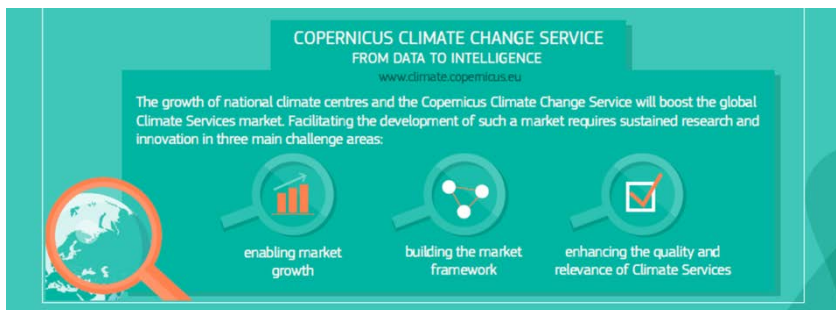 COPERNICUS CLIMATE CHANGE SERVICE
FROM DATA TO INTELLIGENCE
www.climate.copernicus.eu
The growth of national climate centres and the Copernicus Climate Change Service will boost the global
Climate Services market. Facilitating the development of such a market requires sustained research and
innovation in three main challenge areas:
enabling market
growth
building the market
framework
enhancing the quality and
relevance of Climate Services